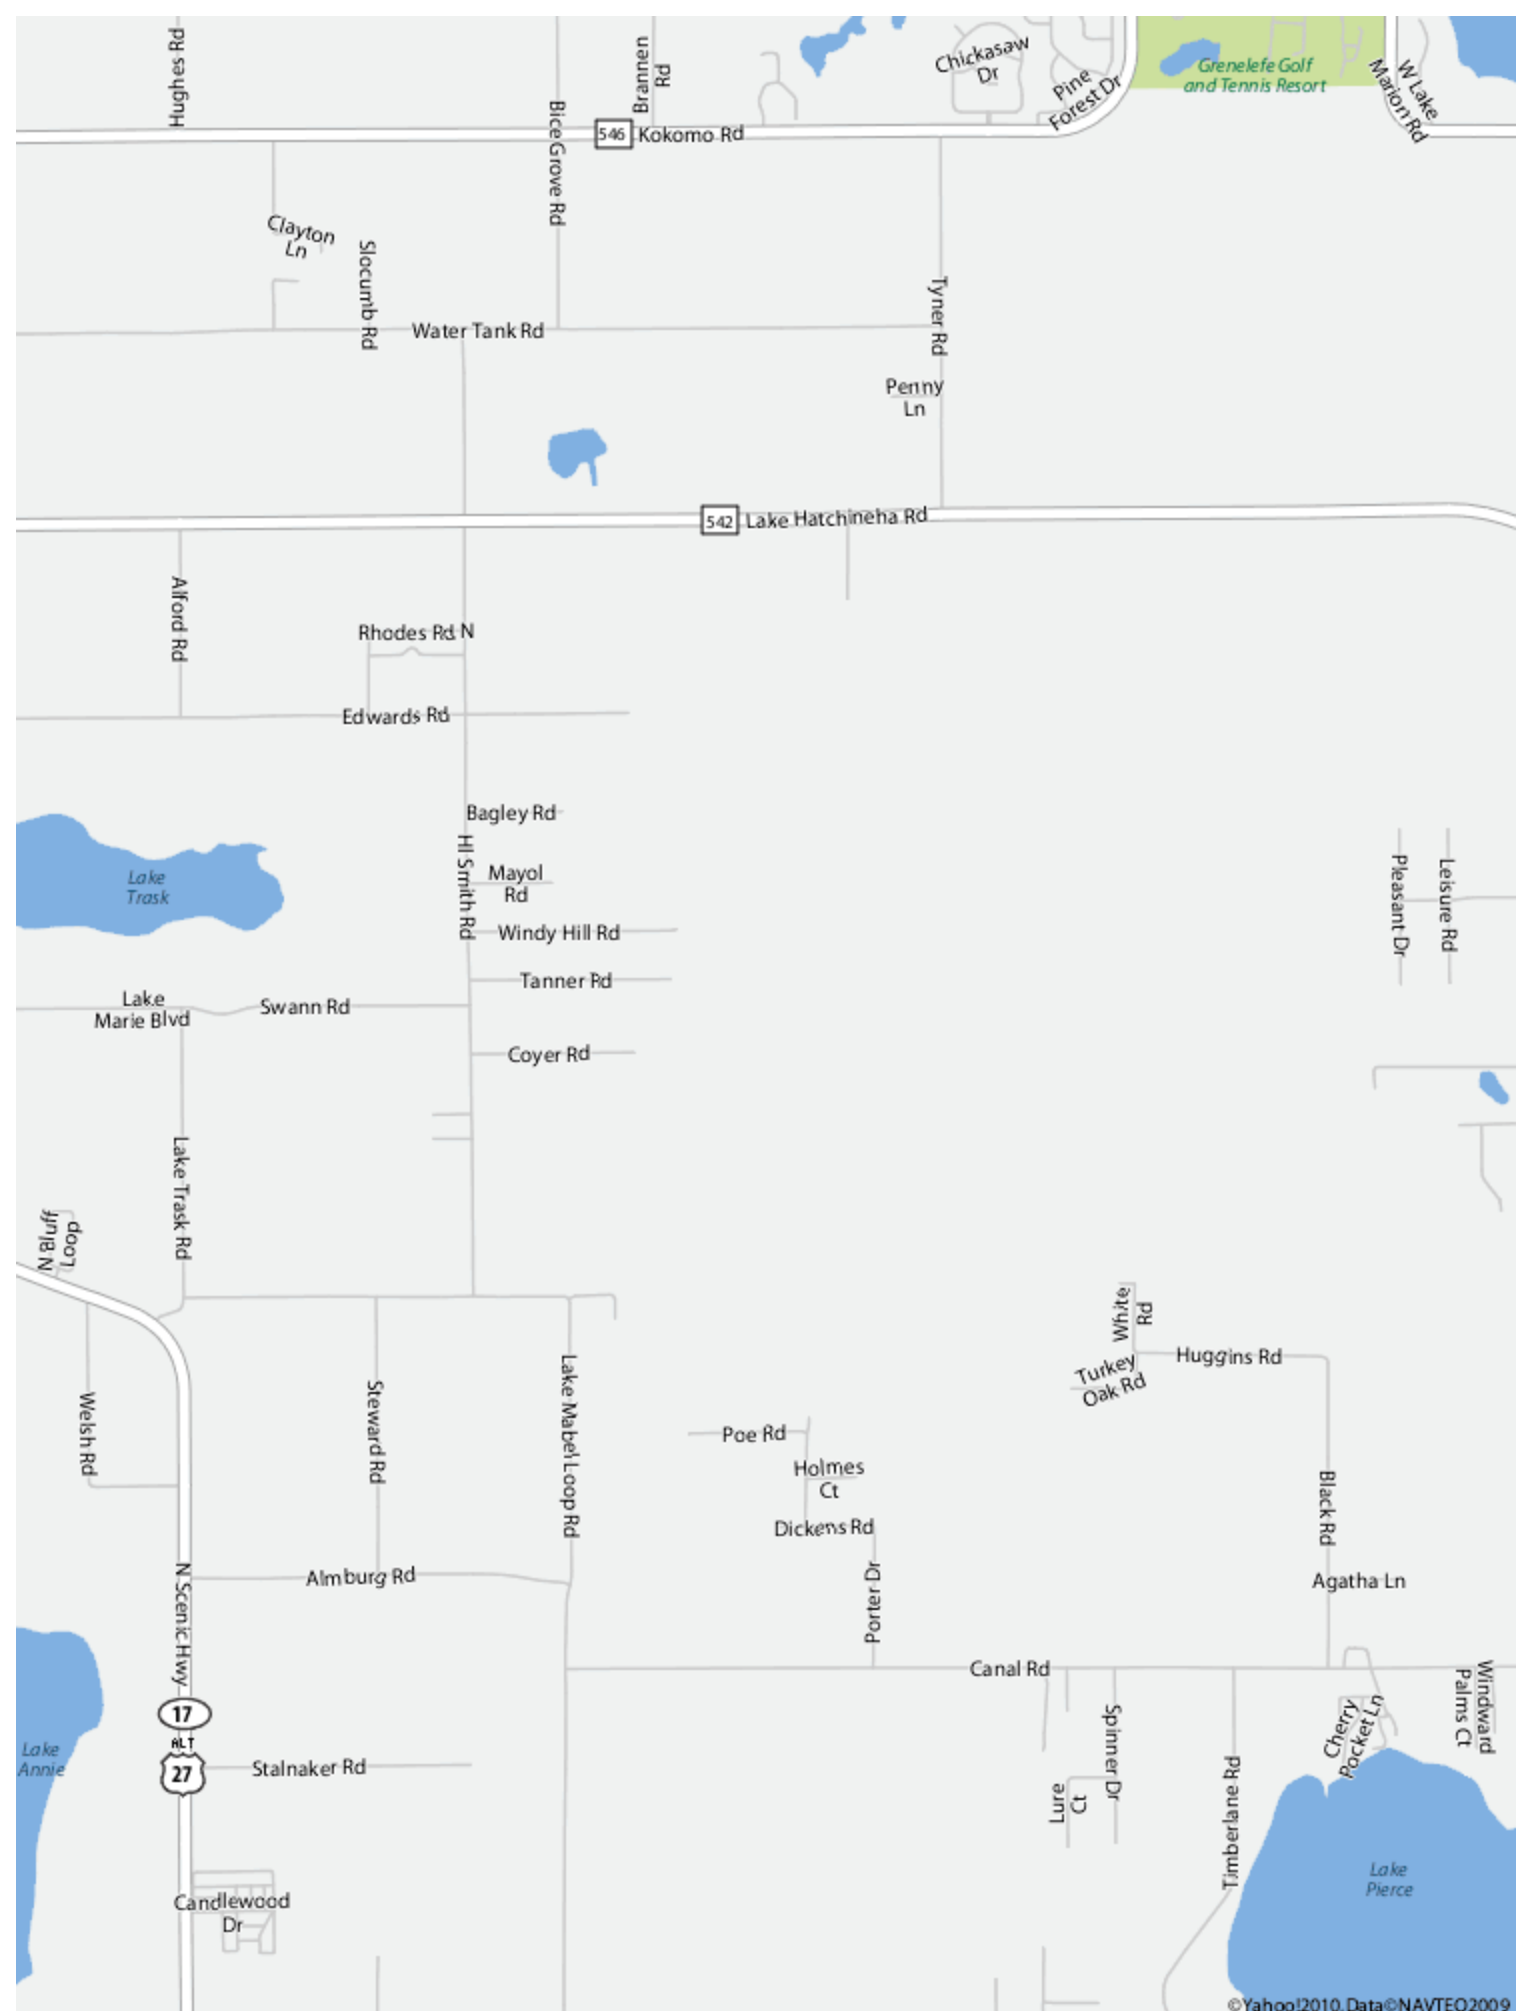 Hughes Rd
Brannen
Rd
Chickasaw
Dr
Pine
Forest Dr
Grenelefe Golf
and Tennis Resort
W Lake
Marion Rd
546
Kokomo Rd
Bice Grove Rd
Clayton
Ln
Slocumb Rd
Water Tank Rd
Tyner Rd
Penny
Ln
542
Lake Hatchineha Rd
Alford Rd
Rhodes Rd N
Edwards Rd
Bagley Rd
Hl Smith Rd
Mayol
Rd
Lake
Trask
Windy Hill Rd
Pleasant Dr
Leisure Rd
Tanner Rd
Lake
Marie Blvd
Swann Rd
Coyer Rd
Lake Trask Rd
N Bluff
Loop
White
Rd
Huggins Rd
Turkey
Oak Rd
Welsh Rd
Steward Rd
Lake Mabel Loop Rd
Poe Rd
Holmes
Ct
Dickens Rd
Black Rd
Almburg Rd
Agatha Ln
N Scenic Hwy
Porter Dr
Canal Rd
17
ALT
27
Lake
Annie
Stalnaker Rd
Spinner Dr
Lure
Ct
Timberlane Rd
Cherry
Pocket Ln
Windward
Palms Ct
Candlewood
Dr
Lake
Pierce
©Yahoo!2010, Data©NAVTEQ2009